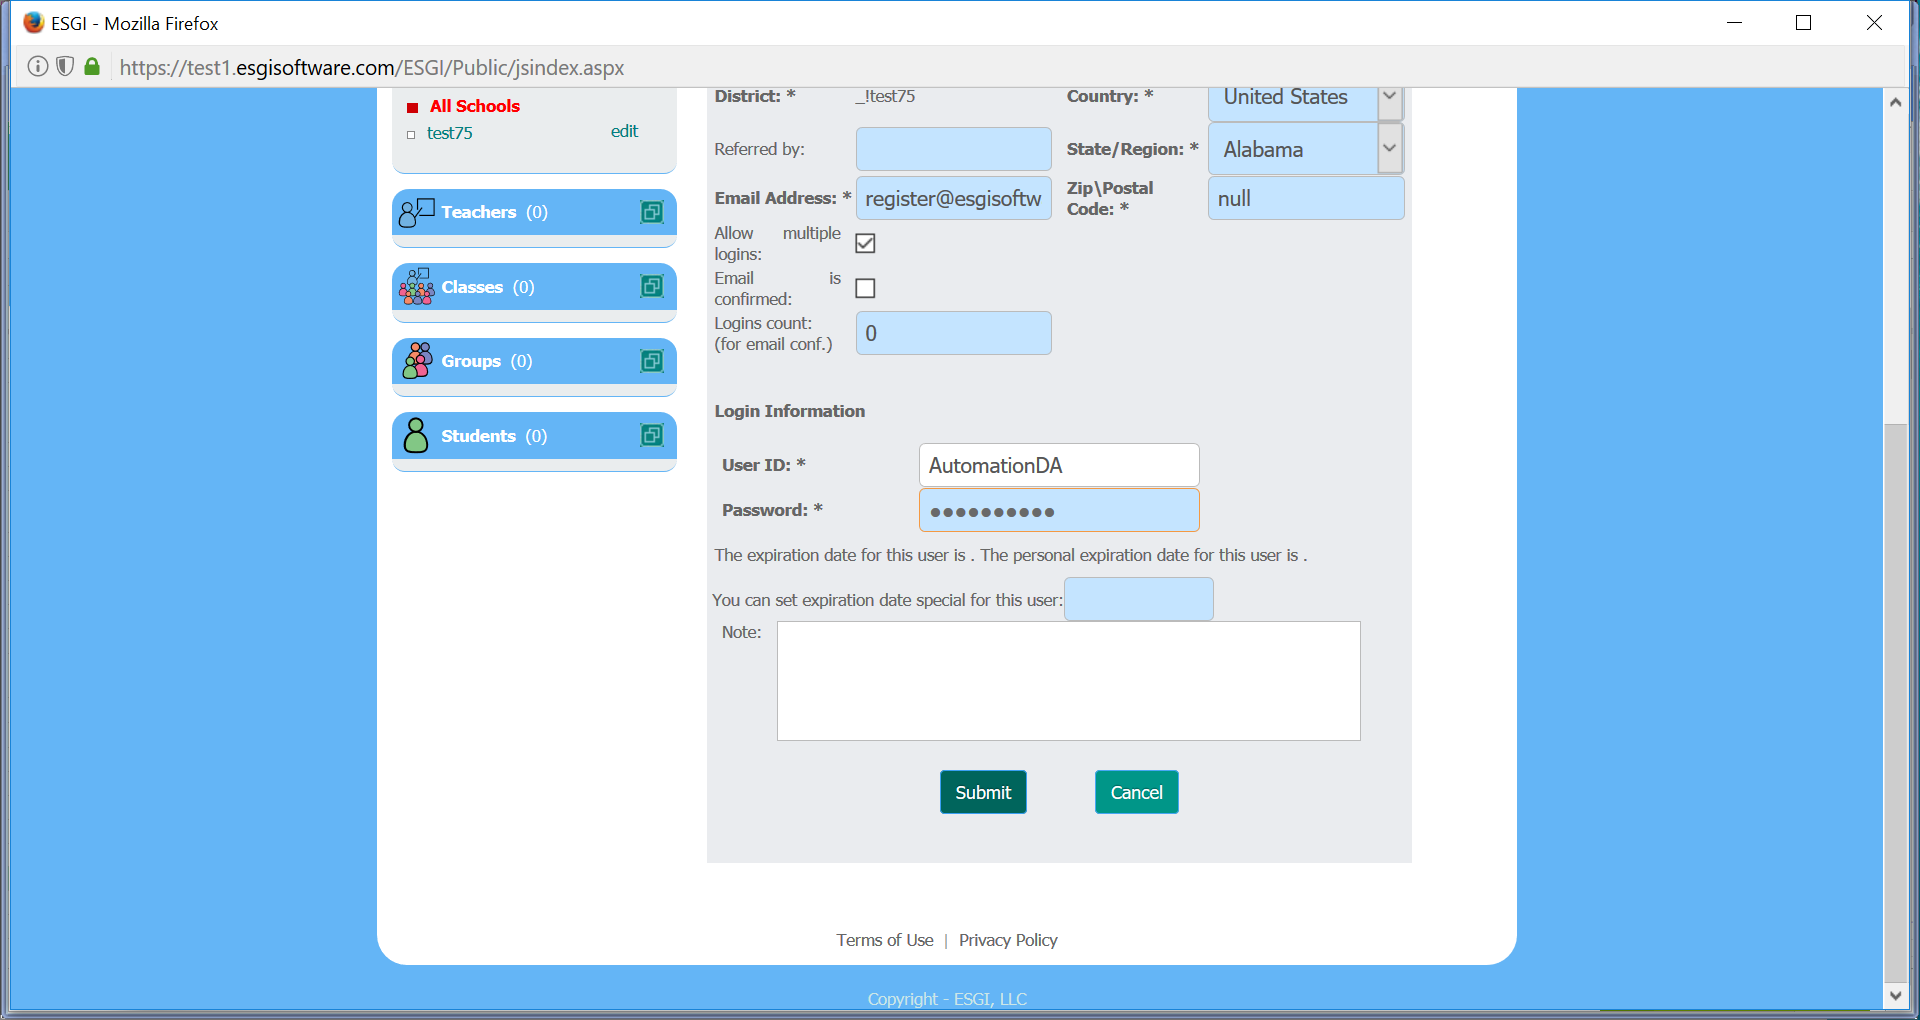 ESGI - Mozilla Firefox
https://test1.esgisoftware.com/ESGI/Public/jsindex.aspx
All Schools
test75 edit
Teachers (0)
Classes (0)
Groups (0)
Students (0)
District: * _!test75 Country: * United States
Referred by: State/Region: * Alabama
Email Address: * register@esgisoftw Zip\Postal Code: * null
Allow multiple
logins:
Email is
confirmed:
Logins count:
(for email conf.) 0
Login Information
User ID: * AutomationDA
Password: * ●●●●●●●●●●
The expiration date for this user is . The personal expiration date for this user is .
You can set expiration date special for this user:
Note:
Submit Cancel
Terms of Use | Privacy Policy
Copyright - ESGI, LLC